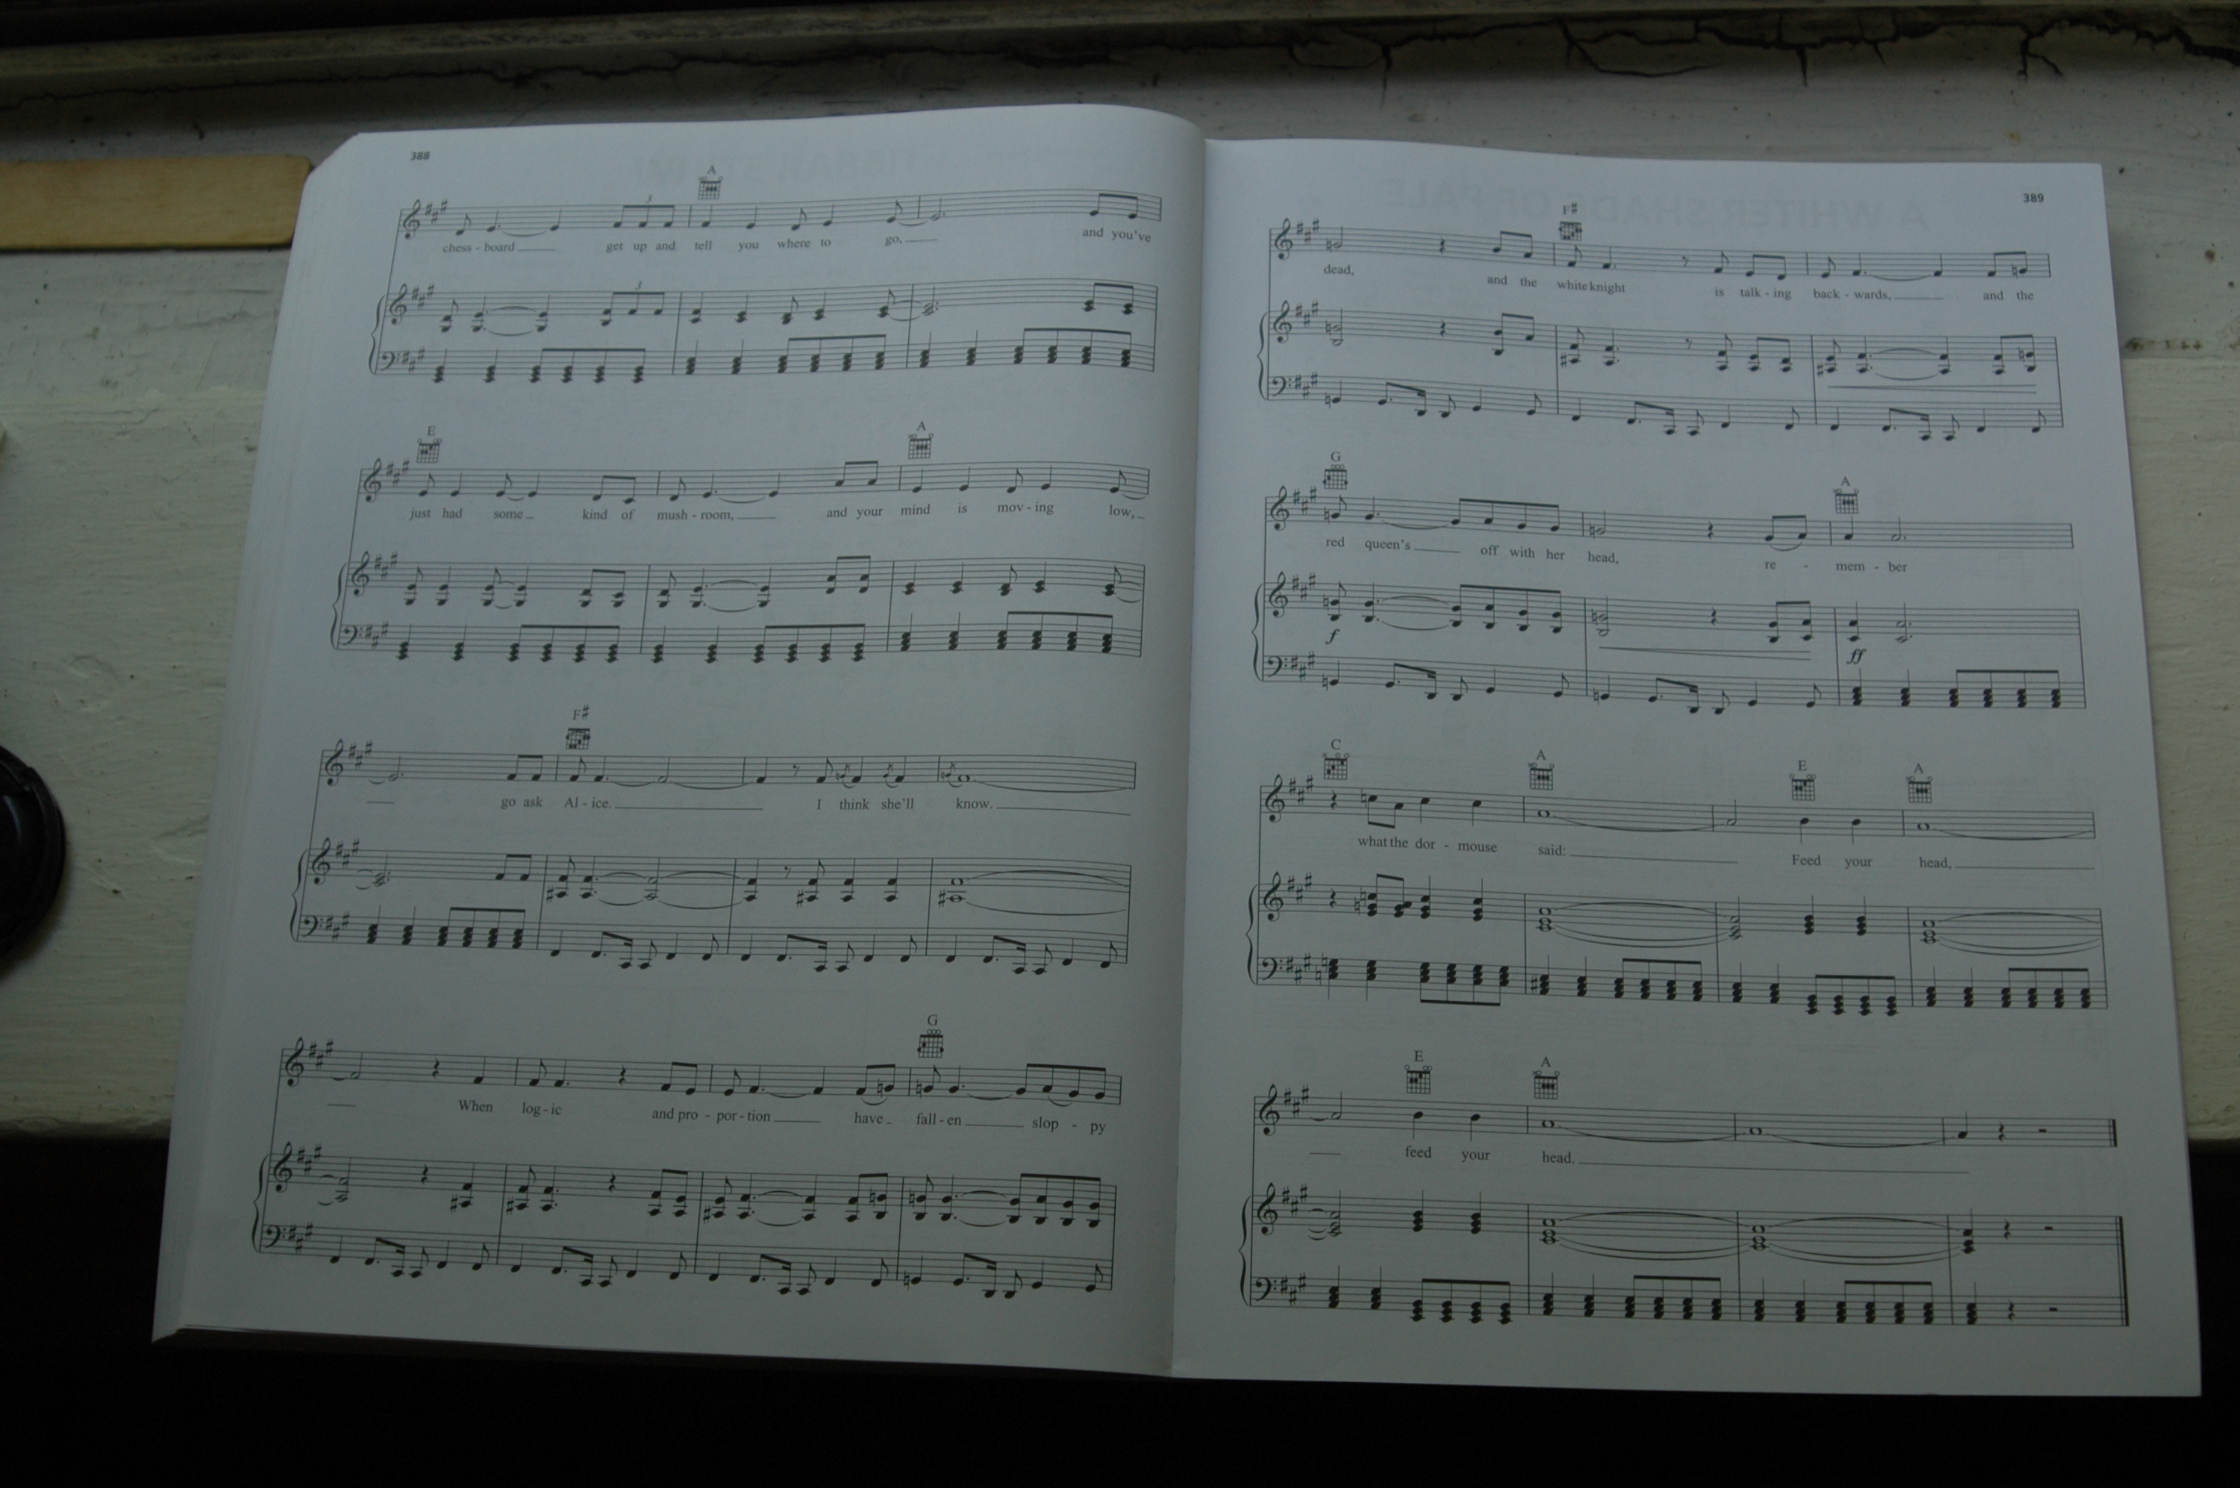 388
A
3
chess - board get up and tell you where to go, and you've
3
E A
just had some kind of mush - room, and your mind is mov - ing low,
F#
go ask Al - ice. I think she'll know.
G
When log - ic and pro - por - tion have fall - en slop - py
A WHITER SHADE OF PALE
389
F#
dead, and the white knight is talk - ing back - wards, and the
G A
red queen's off with her head, re - mem - ber
f ff
C A E A
what the dor - mouse said: Feed your head,
E A
feed your head.